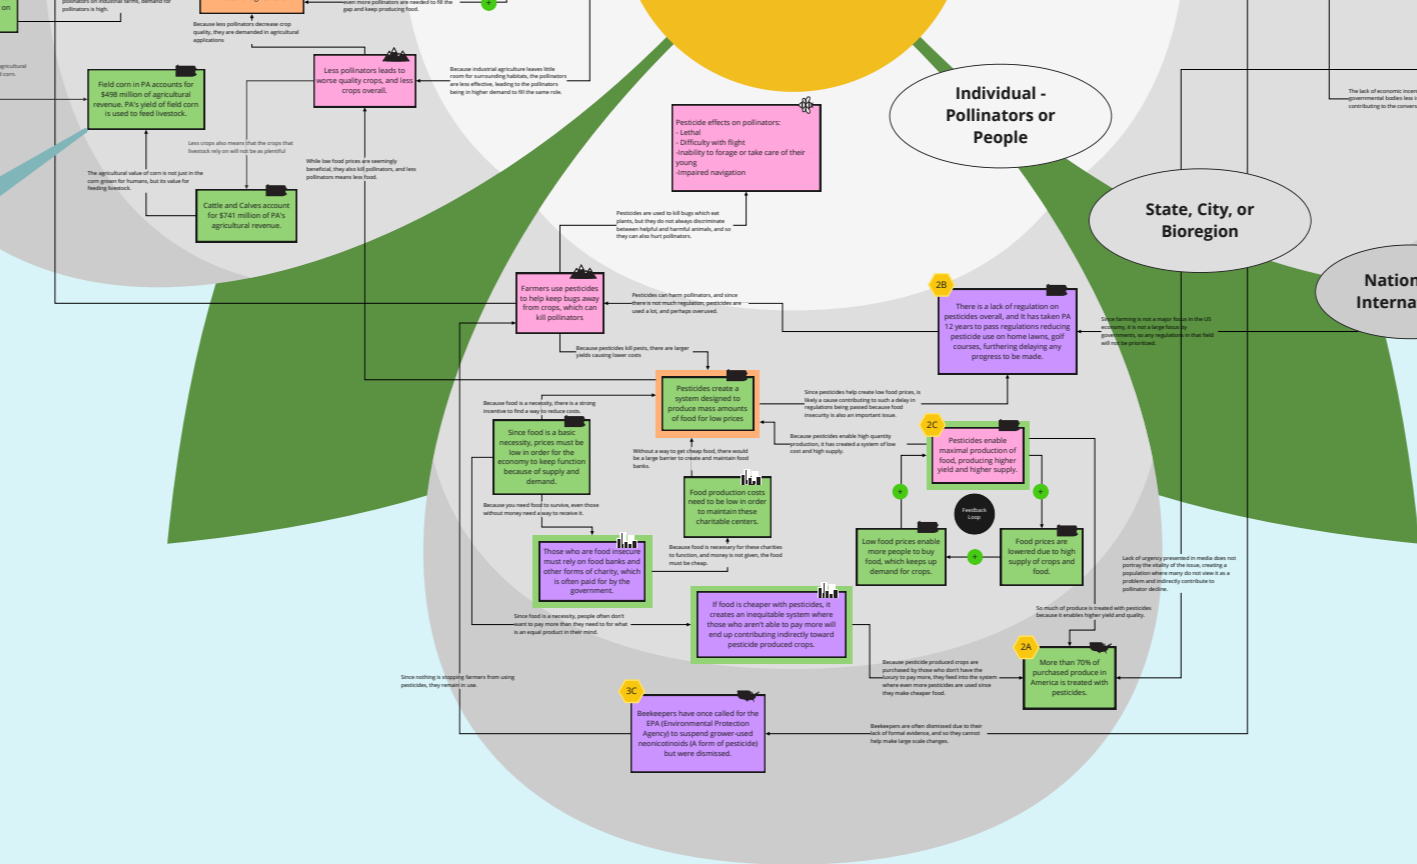 on
pollinators on industrial farms, demand for
pollinators is high.
even more pollinators are needed to fill the
gap and keep producing food.
+
Because less pollinators decrease crop
quality, they are demanded in agricultural
applications
Less pollinators leads to
worse quality crops, and less
crops overall.
Because industrial agriculture leaves little
room for surrounding habitats, the pollinators
are less effective, leading to the pollinators
being in higher demand to fill the same role.
agricultural
corn.
Field corn in PA accounts for
$498 million of agricultural
revenue. PA's yield of field corn
is used to feed livestock.
Less crops also means that the crops that
livestock rely on will not be as plentiful
The agricultural value of corn is not just in the
corn grown for humans, but its value for
feeding livestock.
Cattle and Calves account
for $741 million of PA's
agricultural revenue.
While low food prices are seemingly
beneficial, they also kill pollinators, and less
pollinators means less food.
Pesticide effects on pollinators:
- Lethal
- Difficulty with flight
-Inability to forage or take care of their
young
-Impaired navigation
Individual -
Pollinators or
People
State, City, or
Bioregion
Nation
Interna
The lack of economic incen
governmental bodies less i
contributing to the convers
Pesticides are used to kill bugs which eat
plants, but they do not always discriminate
between helpful and harmful animals, and so
they can also hurt pollinators.
Farmers use pesticides
to help keep bugs away
from crops, which can
kill pollinators
Pesticides can harm pollinators, and since
there is not much regulation, pesticides are
used a lot, and perhaps overused.
2B
There is a lack of regulation on
pesticides overall, and it has taken PA
12 years to pass regulations reducing
pesticide use on home lawns, golf
courses, furthering delaying any
progress to be made.
Since farming is not a major focus in the US
economy, it is not a large focus by
governments, so any regulations in that field
will not be prioritized.
Because pesticides kill pests, there are larger
yields causing lower costs
Pesticides create a
system designed to
produce mass amounts
of food for low prices
Since pesticides help create low food prices, is
likely a cause contributing to such a delay in
regulations being passed because food
insecurity is also an important issue.
Because food is a necessity, there is a strong
incentive to find a way to reduce costs.
Since food is a basic
necessity, prices must be
low in order for the
economy to keep function
because of supply and
demand.
Because pesticides enable high quantity
production, it has created a system of low
cost and high supply.
2C
Pesticides enable
maximal production of
food, producing higher
yield and higher supply.
Without a way to get cheap food, there would
be a large barrier to create and maintain food
banks.
Food production costs
need to be low in order
to maintain these
charitable centers.
+
+
Feedback
Loop
Because you need food to survive, even those
without money need a way to receive it.
Those who are food insecure
must rely on food banks and
other forms of charity, which
is often paid for by the
government.
Because food is necessary for these charities
to function, and money is not given, the food
must be cheap.
Low food prices enable
more people to buy
food, which keeps up
demand for crops.
+
Food prices are
lowered due to high
supply of crops and
food.
Lack of urgency presented in media does not
portray the vitality of the issue, creating a
population where many do not view it as a
problem and indirectly contribute to
pollinator decline.
Since food is a necessity, people often don't
want to pay more than they need to for what
is an equal product in their mind.
If food is cheaper with pesticides, it
creates an inequitable system where
those who aren't able to pay more will
end up contributing indirectly toward
pesticide produced crops.
So much of produce is treated with pesticides
because it enables higher yield and quality.
2A
More than 70% of
purchased produce in
America is treated with
pesticides.
Because pesticide produced crops are
purchased by those who don't have the
luxury to pay more, they feed into the system
where even more pesticides are used since
they make cheaper food.
Since nothing is stopping farmers from using
pesticides, they remain in use.
3C
Beekeepers have once called for the
EPA (Environmental Protection
Agency) to suspend grower-used
neonicotinoids (A form of pesticide)
but were dismissed.
Beekeepers are often dismissed due to their
lack of formal evidence, and so they cannot
help make large scale changes.